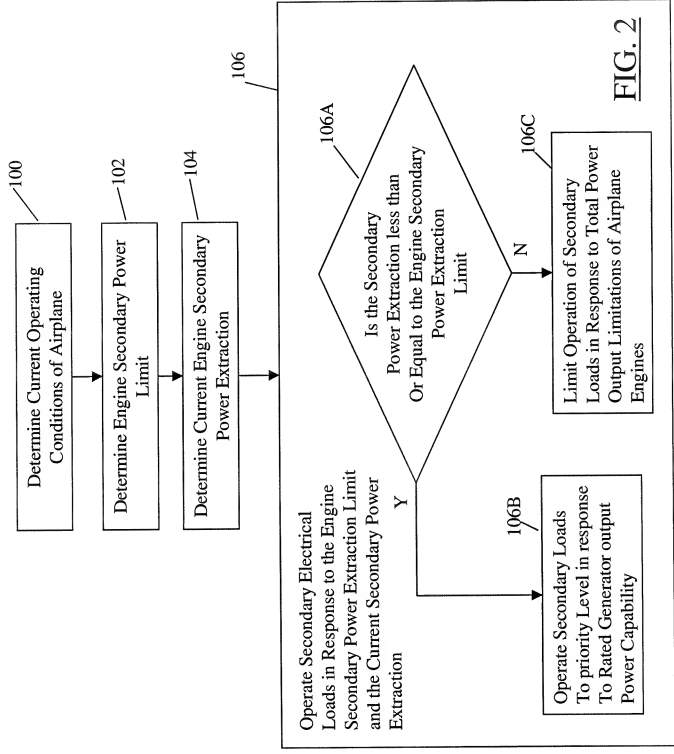 100
Determine Current Operating
Conditions of Airplane
102
Determine Engine Secondary Power
Limit
104
Determine Current Engine Secondary
Power Extraction
106
Operate Secondary Electrical
Loads in Response to the Engine
Secondary Power Extraction Limit
and the Current Secondary Power
Extraction
106A
Is the Secondary
Power Extraction less than
Or Equal to the Engine Secondary
Power Extraction
Limit
Y
N
106B
Operate Secondary Loads
To priority Level in response
To Rated Generator output
Power Capability
106C
Limit Operation of Secondary
Loads in Response to Total Power
Output Limitations of Airplane
Engines
FIG. 2